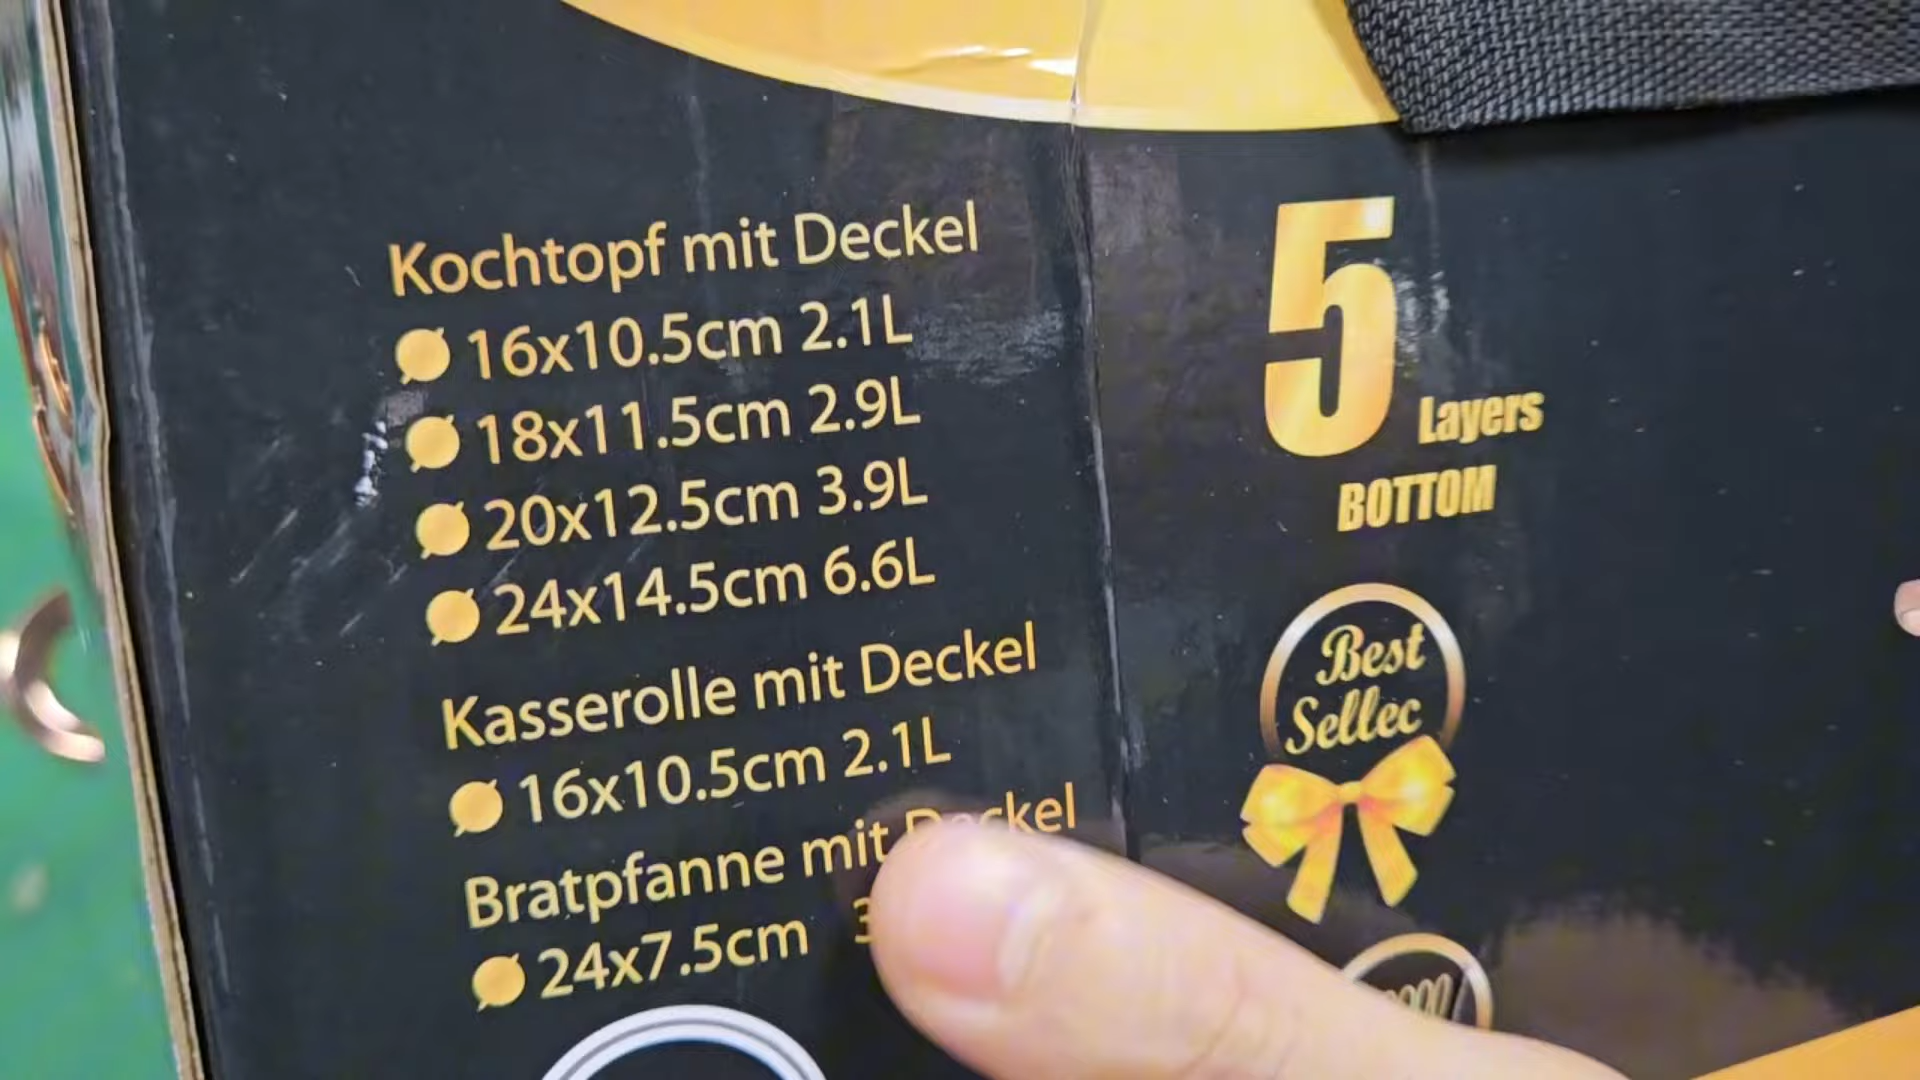 Kochtopf mit Deckel
Ø 16x10.5cm 2.1L
Ø 18x11.5cm 2.9L
Ø 20x12.5cm 3.9L
Ø 24x14.5cm 6.6L
Kasserolle mit Deckel
Ø 16x10.5cm 2.1L
Bratpfanne mit Deckel
Ø 24x7.5cm
5
Layers
BOTTOM
Best
Sellec